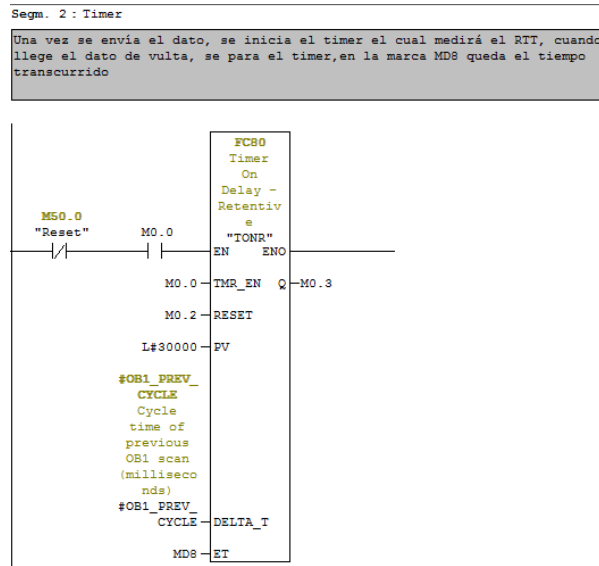 Segm. 2 : Timer
Una vez se envía el dato, se inicia el timer el cual medirá el RTT, cuando
llege el dato de vulta, se para el timer,en la marca MD8 queda el tiempo
transcurrido
FC80
Timer
On
Delay -
Retentiv
e
"TONR"
M50.0
"Reset"
M0.0
EN ENO
M0.0 TMR_EN Q M0.3
M0.2 RESET
L#30000 PV
#OB1_PREV_
CYCLE
Cycle
time of
previous
OB1 scan
(milliseco
nds)
#OB1_PREV_
CYCLE DELTA_T
MD8 ET